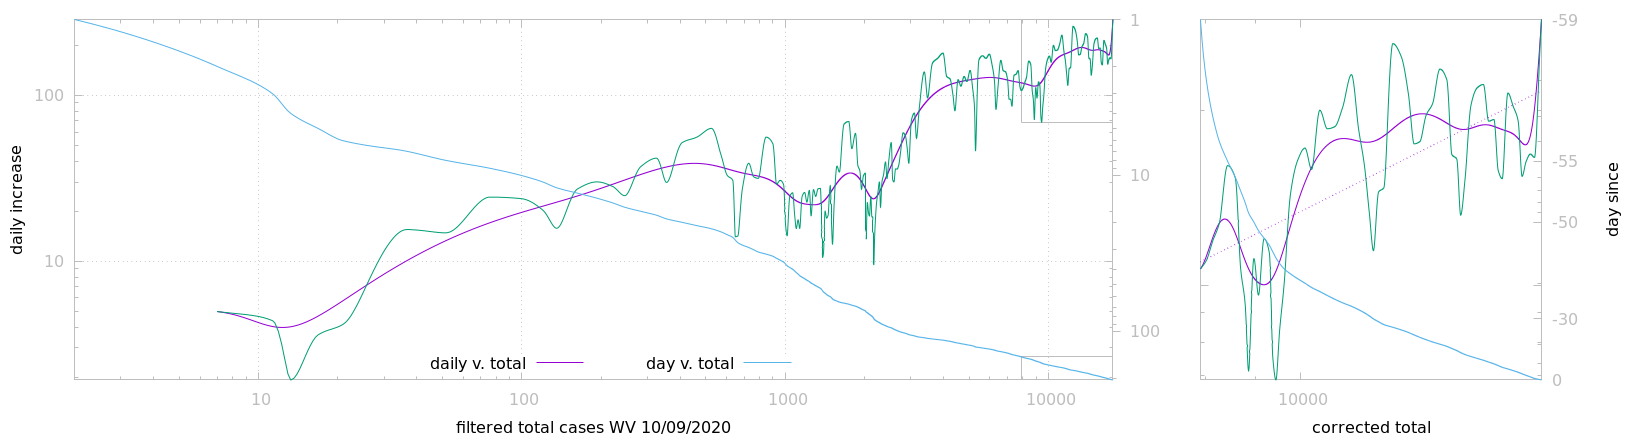 1
-59
100
-55
daily increase
10
day since
-50
10
-30
100
daily v. total
day v. total
0
10
100
1000
10000
10000
filtered total cases WV 10/09/2020
corrected total